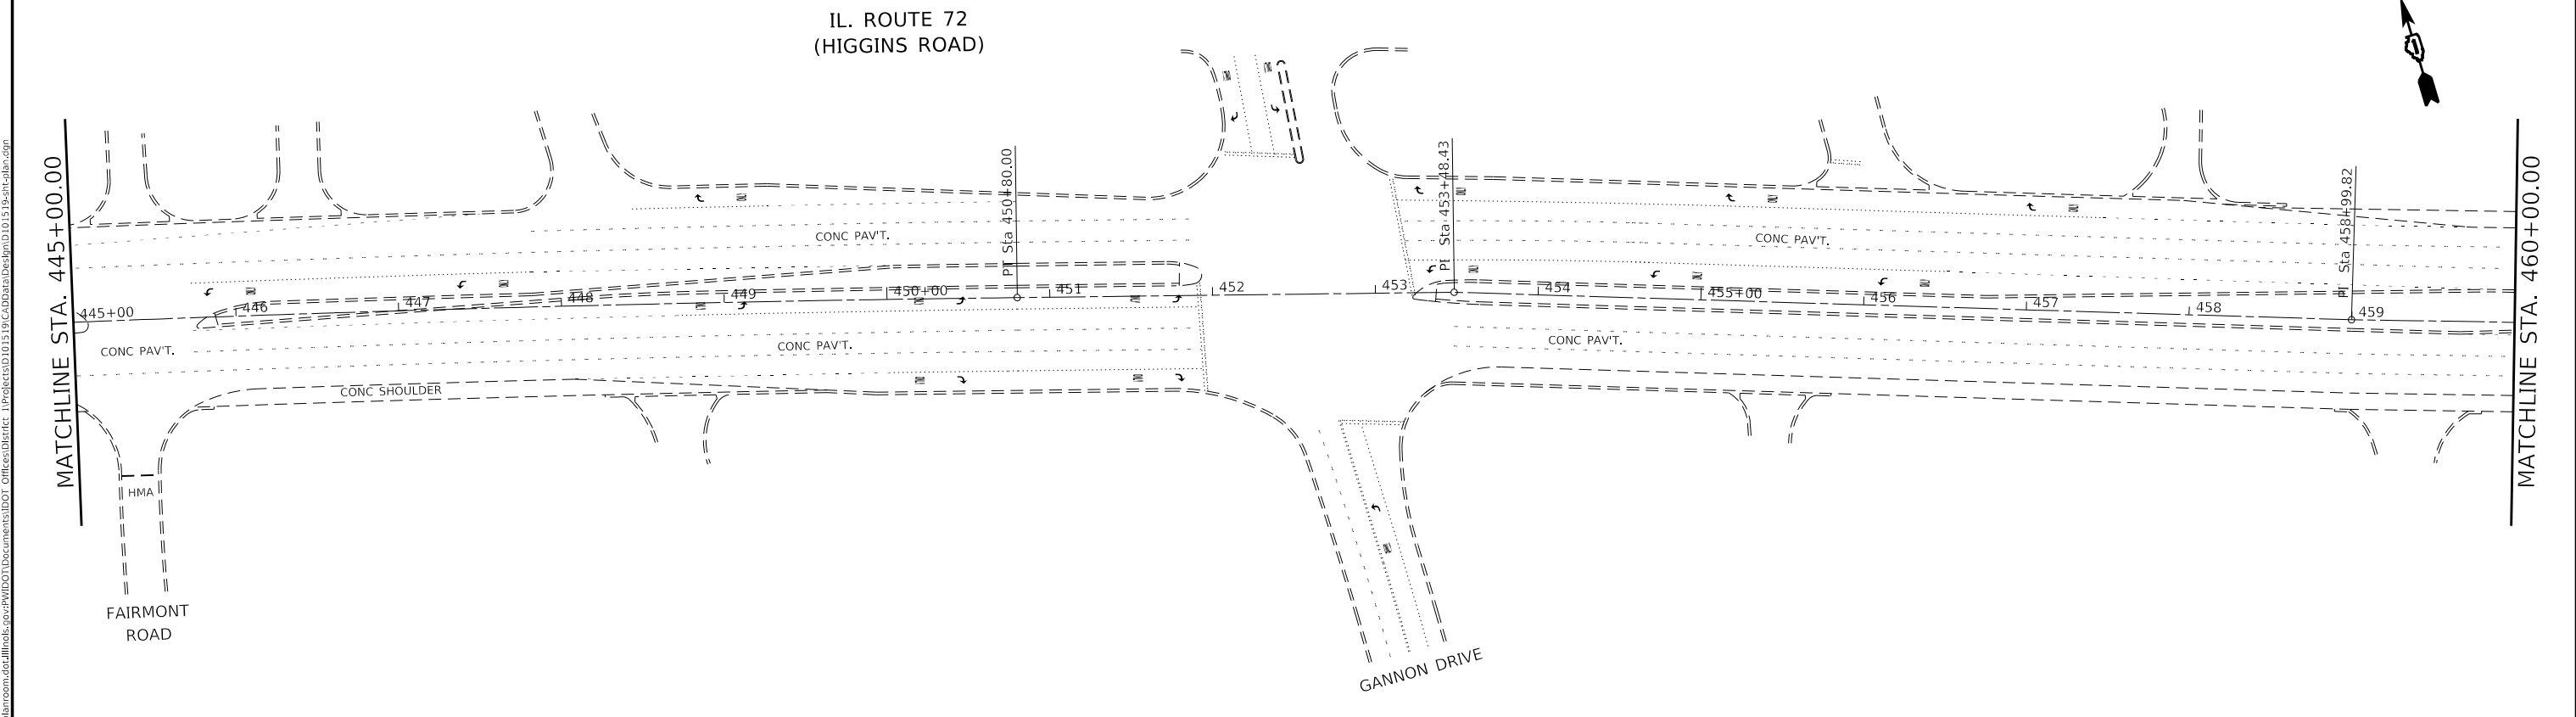 IL. ROUTE 72
(HIGGINS ROAD)
MATCHLINE STA. 445+00.00
PT Sta 450+80.00
PI Sta 453+48.43
PI Sta 458+99.82
MATCHLINE STA. 460+00.00
CONC PAV'T.
CONC PAV'T.
445+00
446
447
448
449
450+00
451
452
453
454
455+00
456
457
458
459
CONC PAV'T.
CONC PAV'T.
CONC PAV'T.
CONC SHOULDER
HMA
FAIRMONT
ROAD
GANNON DRIVE